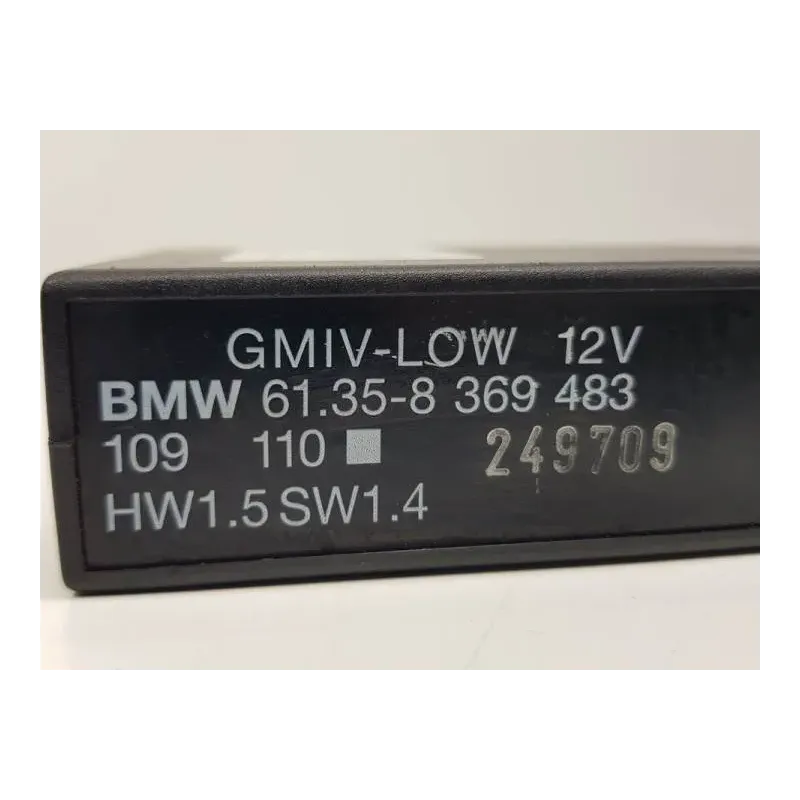 GMIV-LOW 12V
BMW 61.35-8 369 483
109 110 249709
HW1.5 SW1.4